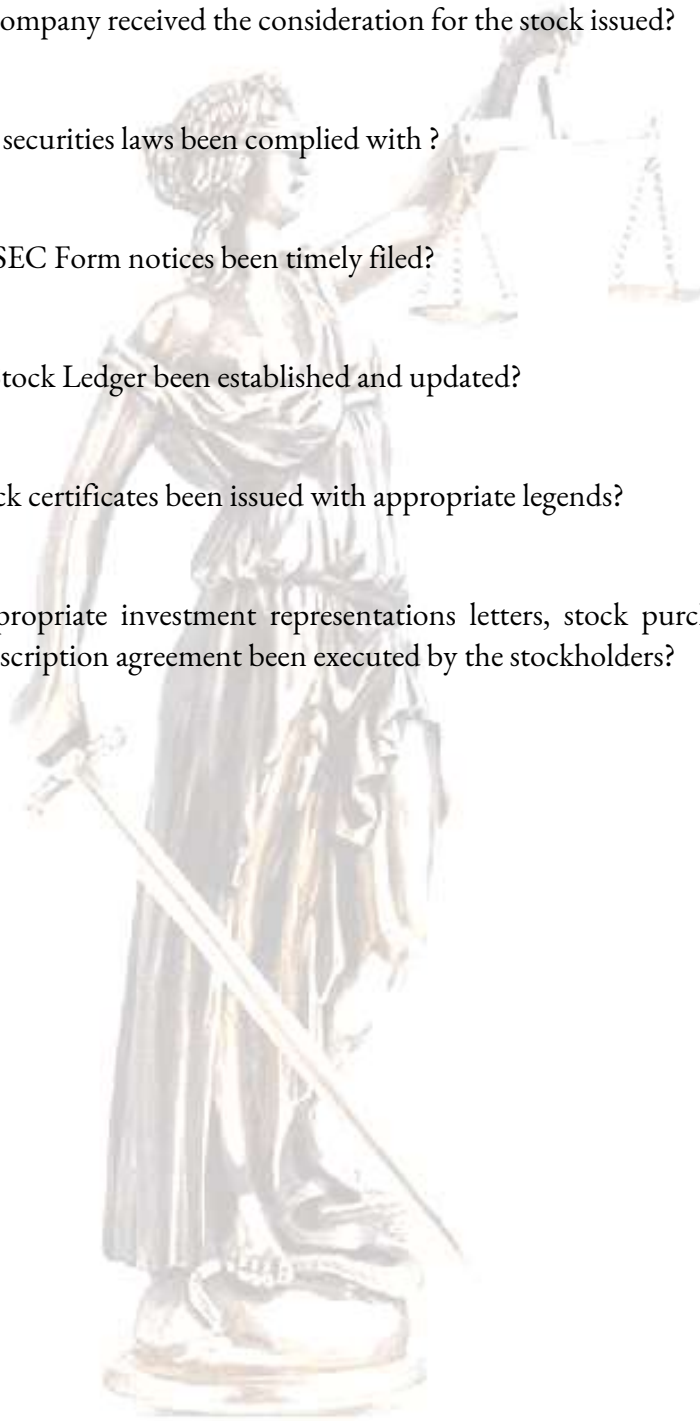 ompany received the consideration for the stock issued?
securities laws been complied with ?
SEC Form notices been timely filed?
tock Ledger been established and updated?
ck certificates been issued with appropriate legends?
propriate investment representations letters, stock purc
scription agreement been executed by the stockholders?